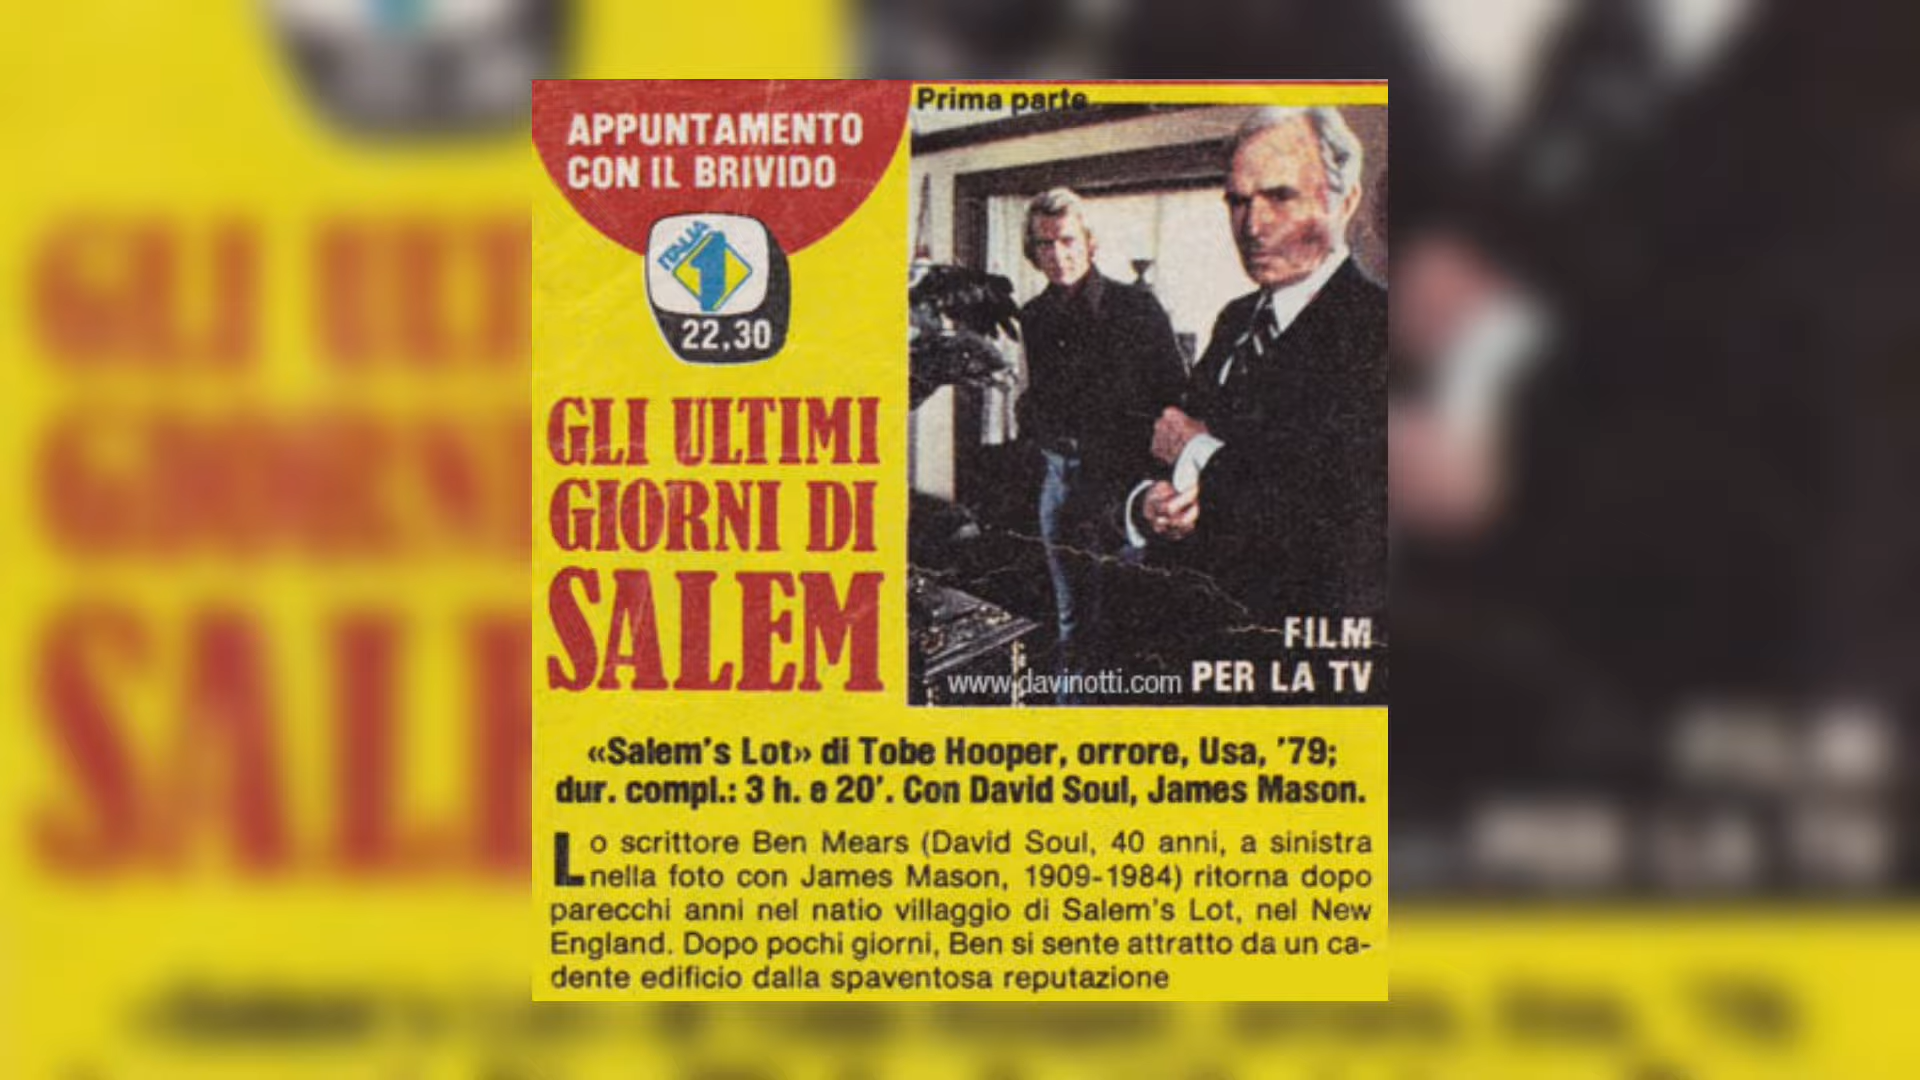 APPUNTAMENTO
CON IL BRIVIDO
ITALIA
1
22,30
GLI ULTIMI
GIORNI DI
SALEM
Prima parte
FILM
PER LA TV
www.davinotti.com
«Salem's Lot» di Tobe Hooper, orrore, Usa, '79;
dur. compl.: 3 h. e 20'. Con David Soul, James Mason.
Lo scrittore Ben Mears (David Soul, 40 anni, a sinistra
nella foto con James Mason, 1909-1984) ritorna dopo
parecchi anni nel natio villaggio di Salem's Lot, nel New
England. Dopo pochi giorni, Ben si sente attratto da un ca-
dente edificio dalla spaventosa reputazione